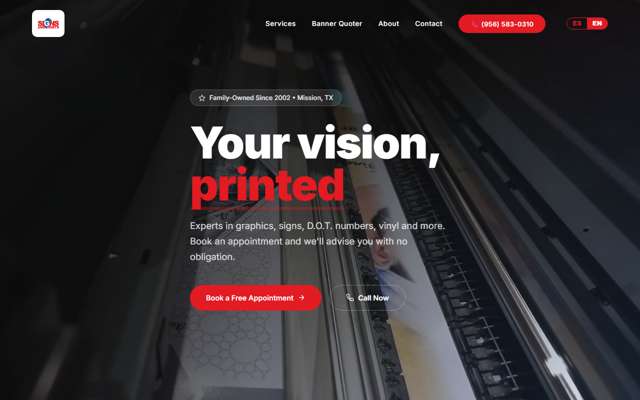 SIGNS
Services
Banner Quoter
About
Contact
(956) 583-0310
ES
EN
Family-Owned Since 2002 • Mission, TX
Your vision,
printed
Experts in graphics, signs, D.O.T. numbers, vinyl and more.
Book an appointment and we'll advise you with no
obligation.
Book a Free Appointment →
Call Now